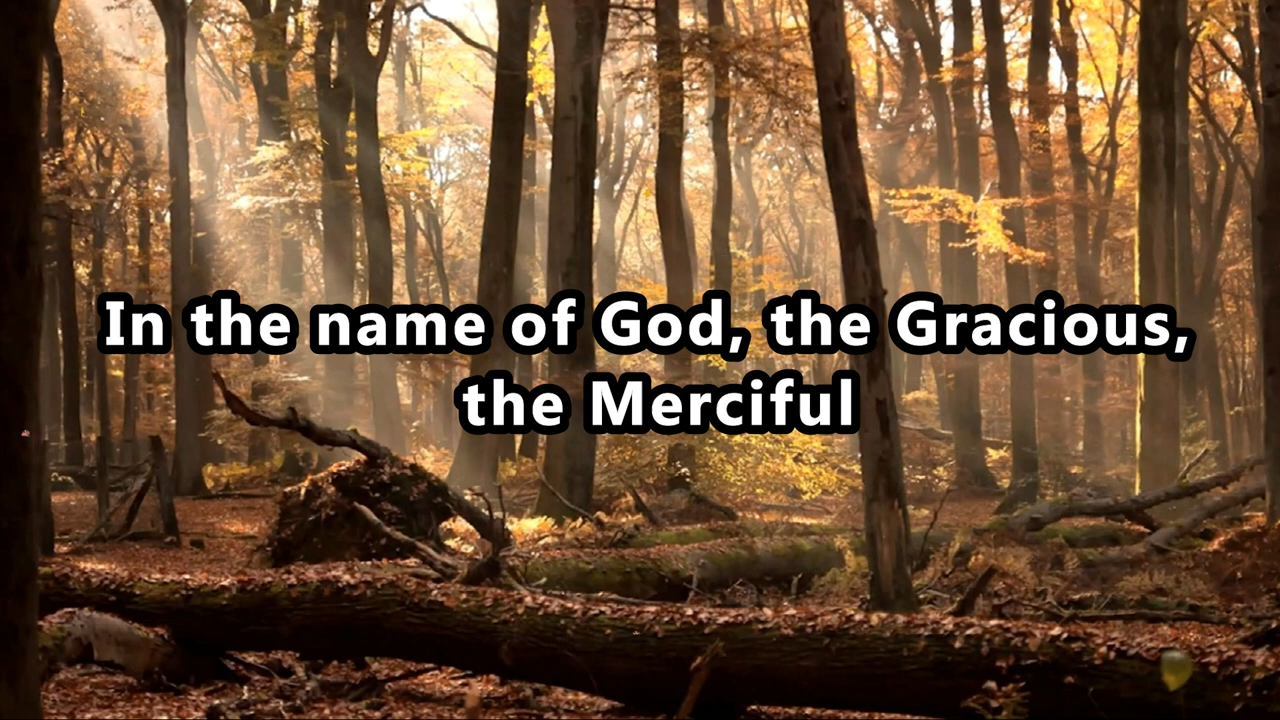 In the name of God, the Gracious,
the Merciful